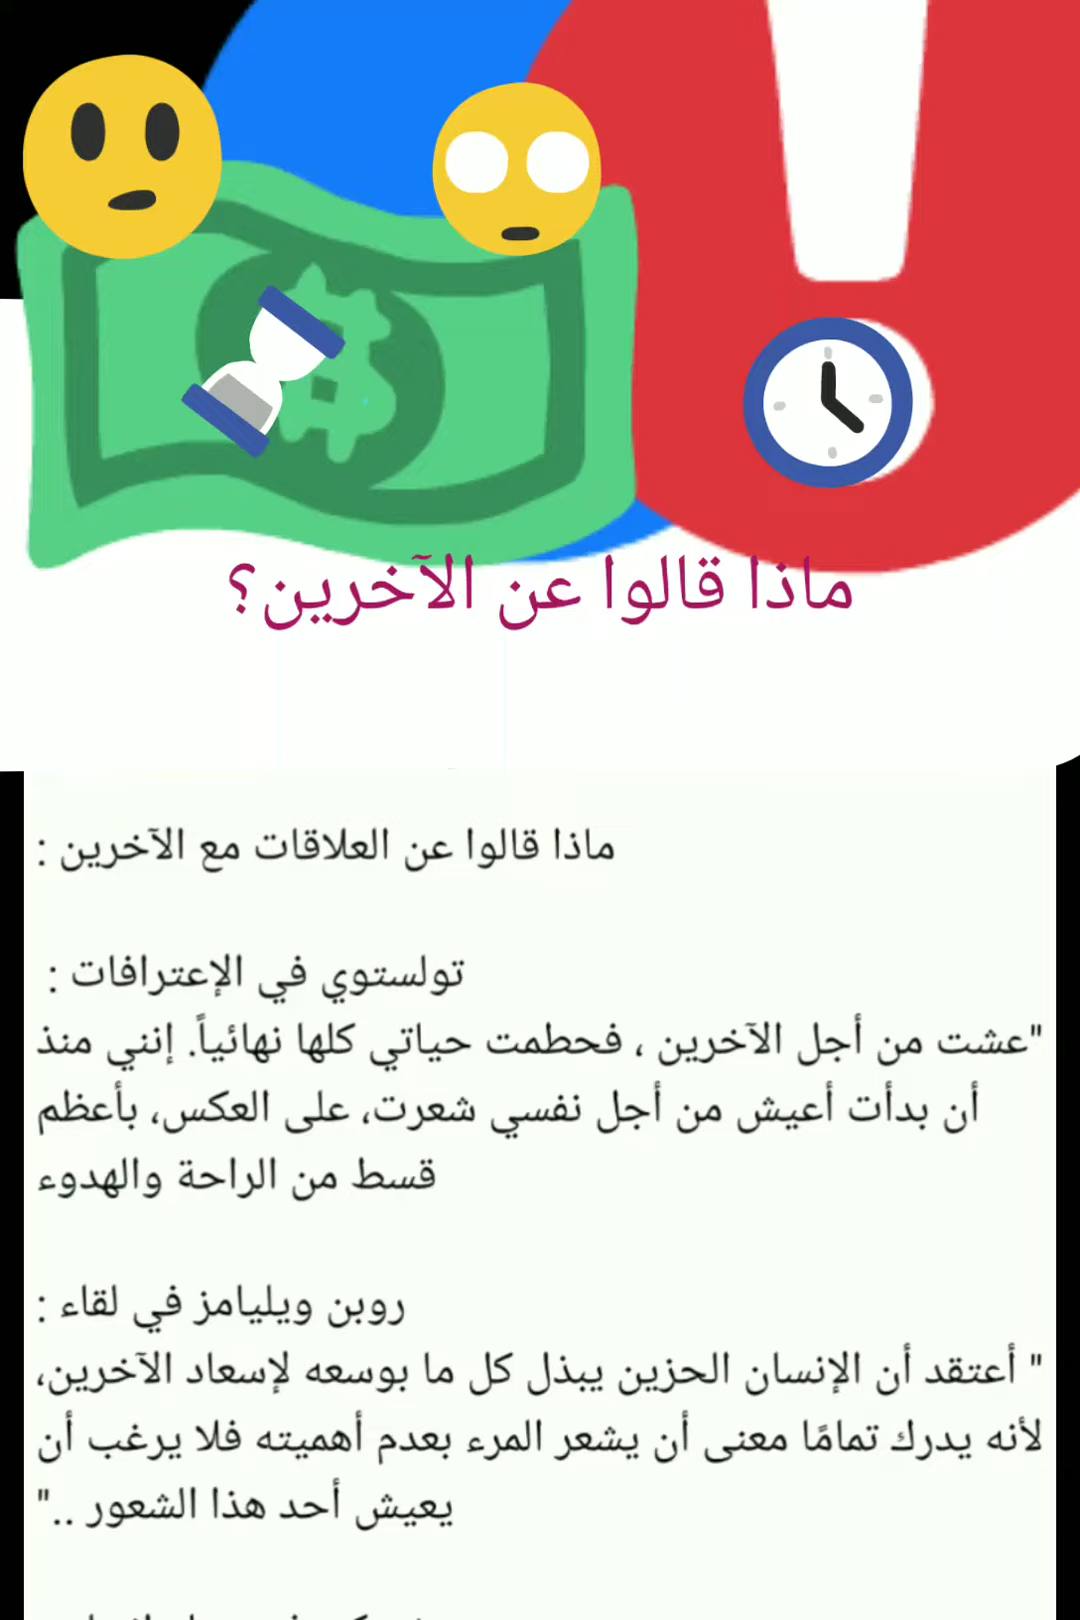 ماذا قالوا عن الآخرين؟
ماذا قالوا عن العلاقات مع الآخرين :
تولستوي في الإعترافات :
"عشت من أجل الآخرين ، فحطمت حياتي كلها نهائياً. إنني منذ
أن بدأت أعيش من أجل نفسي شعرت، على العكس، بأعظم
قسط من الراحة والهدوء
روبن ويليامز في لقاء :
" أعتقد أن الإنسان الحزين يبذل كل ما بوسعه لإسعاد الآخرين،
لأنه يدرك تمامًا معنى أن يشعر المرء بعدم أهميته فلا يرغب أن
يعيش أحد هذا الشعور .."